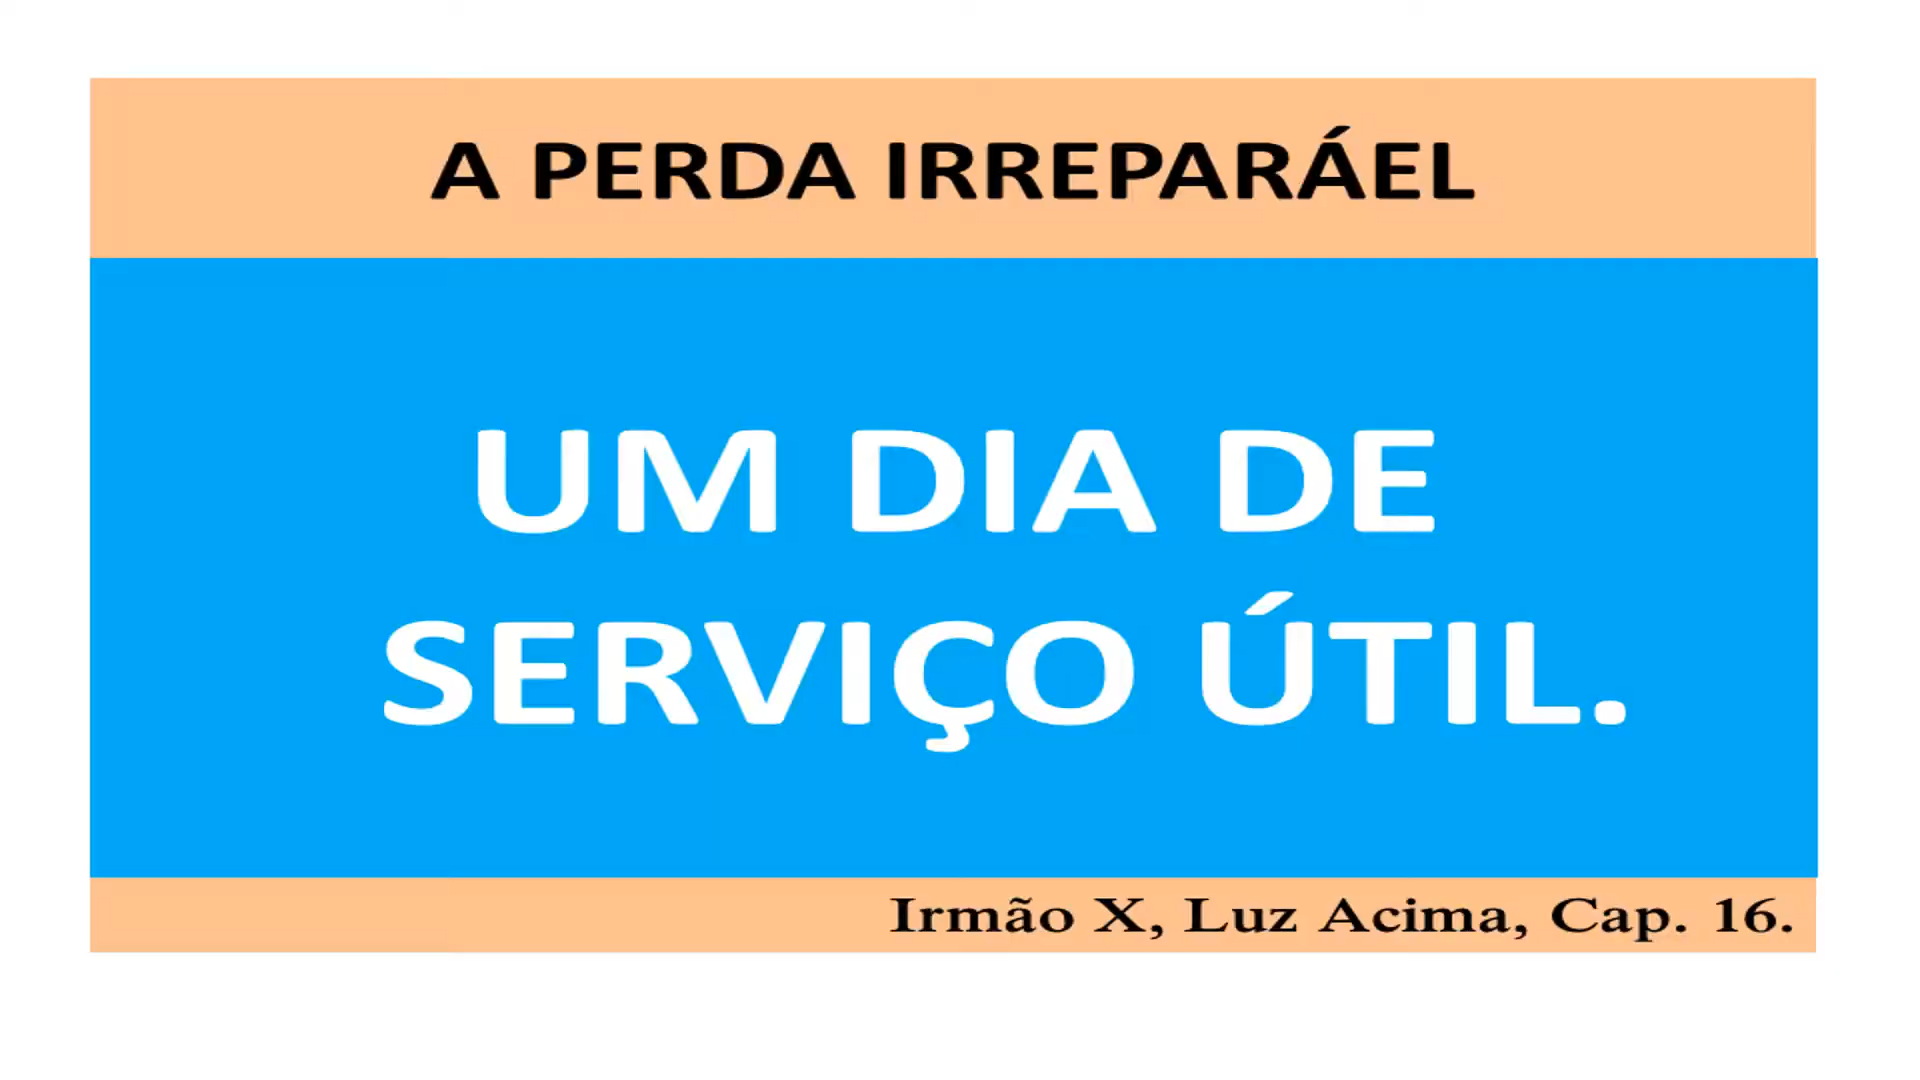 A PERDA IRREPARÁEL
UM DIA DE
SERVIÇO ÚTIL.
Irmão X, Luz Acima, Cap. 16.